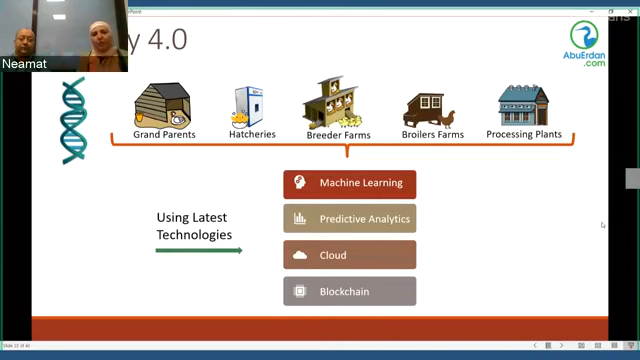 y 4.0
Neamat
AbuErdan
.com
Grand Parents
Hatcheries
Breeder Farms
Broilers Farms
Processing Plants
Using Latest
Technologies
Machine Learning
Predictive Analytics
Cloud
Blockchain